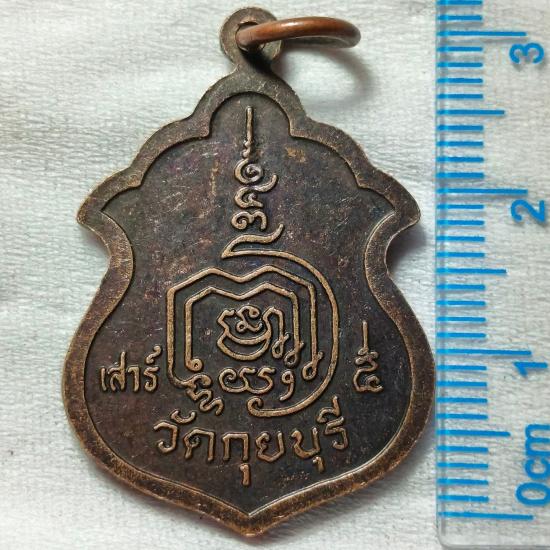 เสาร์ ๕
วัดกุยบุรี
3
2
1
0cm